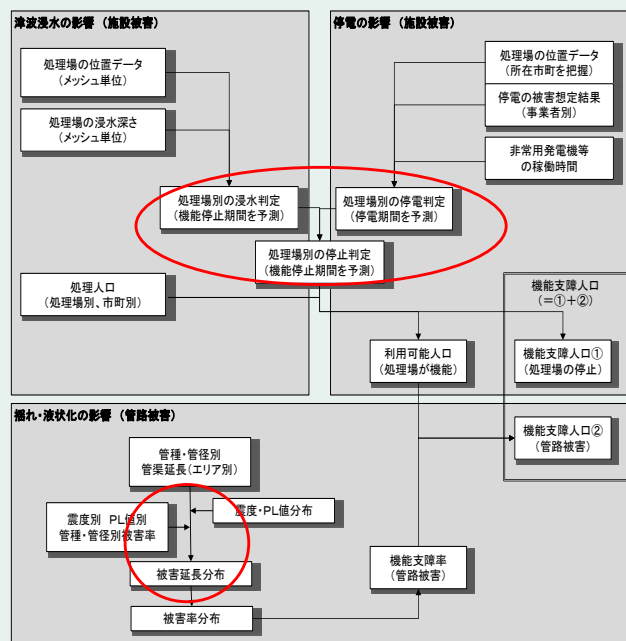 津波浸水の影響（施設被害）
処理場の位置データ
（メッシュ単位）
処理場の浸水深さ
（メッシュ単位）
処理場別の浸水判定
（機能停止期間を予測）
停電の影響（施設被害）
処理場の位置データ
（所在市町を把握）
停電の被害想定結果
（事業者別）
非常用発電機等
の稼働時間
処理場別の停電判定
（停電期間を予測）
処理場別の停止判定
（機能停止期間を予測）
処理人口
（処理場別、市町別）
機能支障人口
（＝①＋②）
利用可能人口
（処理場が機能）
機能支障人口①
（処理場の停止）
機能支障人口②
（管路被害）
揺れ・液状化の影響（管路被害）
管種・管径別
管渠延長（エリア別）
震度別 PL値別
管種・管径別被害率
震度・PL値分布
被害延長分布
被害率分布
機能支障率
（管路被害）